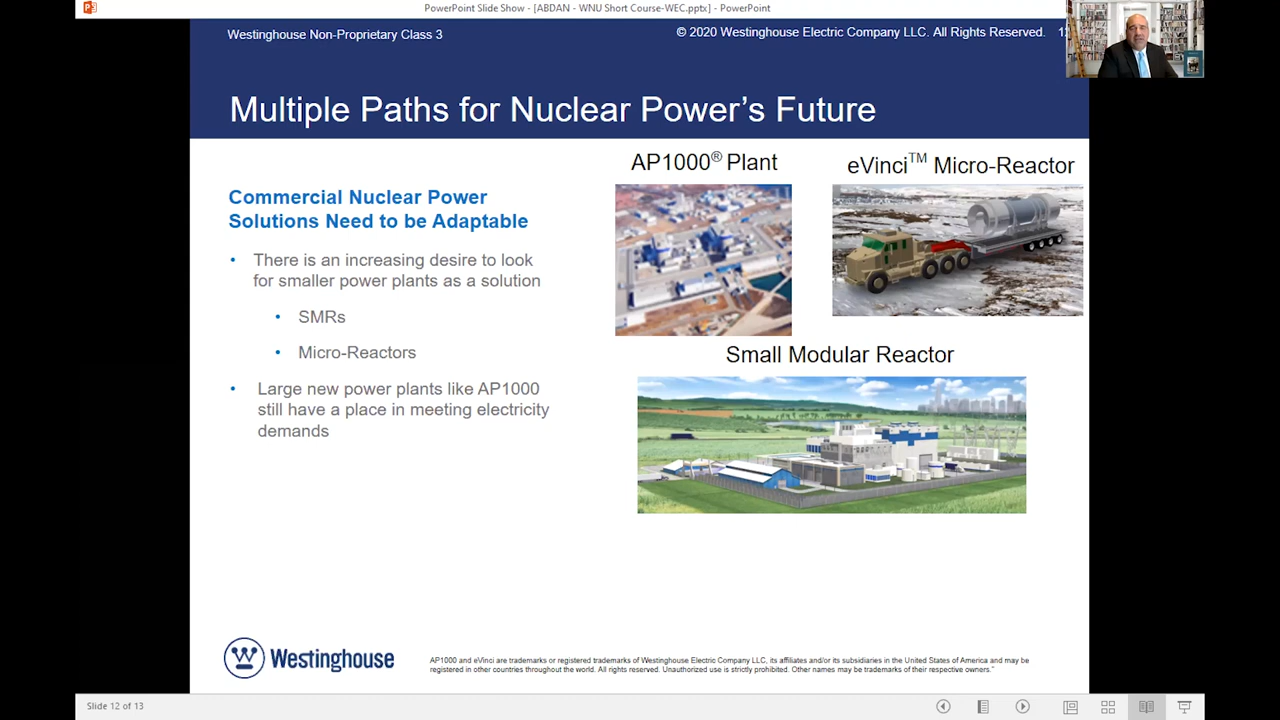 PowerPoint Slide Show - [ABDAN - WNU Short Course-WEC.pptx] - PowerPoint
Westinghouse Non-Proprietary Class 3
© 2020 Westinghouse Electric Company LLC. All Rights Reserved.
Multiple Paths for Nuclear Power's Future
Commercial Nuclear Power
Solutions Need to be Adaptable
• There is an increasing desire to look
for smaller power plants as a solution
• SMRs
• Micro-Reactors
• Large new power plants like AP1000
still have a place in meeting electricity
demands
AP1000® Plant
eVinci™ Micro-Reactor
Small Modular Reactor
Westinghouse
AP1000 and eVinci are trademarks or registered trademarks of Westinghouse Electric Company LLC, its affiliates and/or its subsidiaries in the United States of America and may be
registered in other countries throughout the world. All rights reserved. Unauthorized use is strictly prohibited. Other names may be trademarks of their respective owners."
Slide 12 of 13